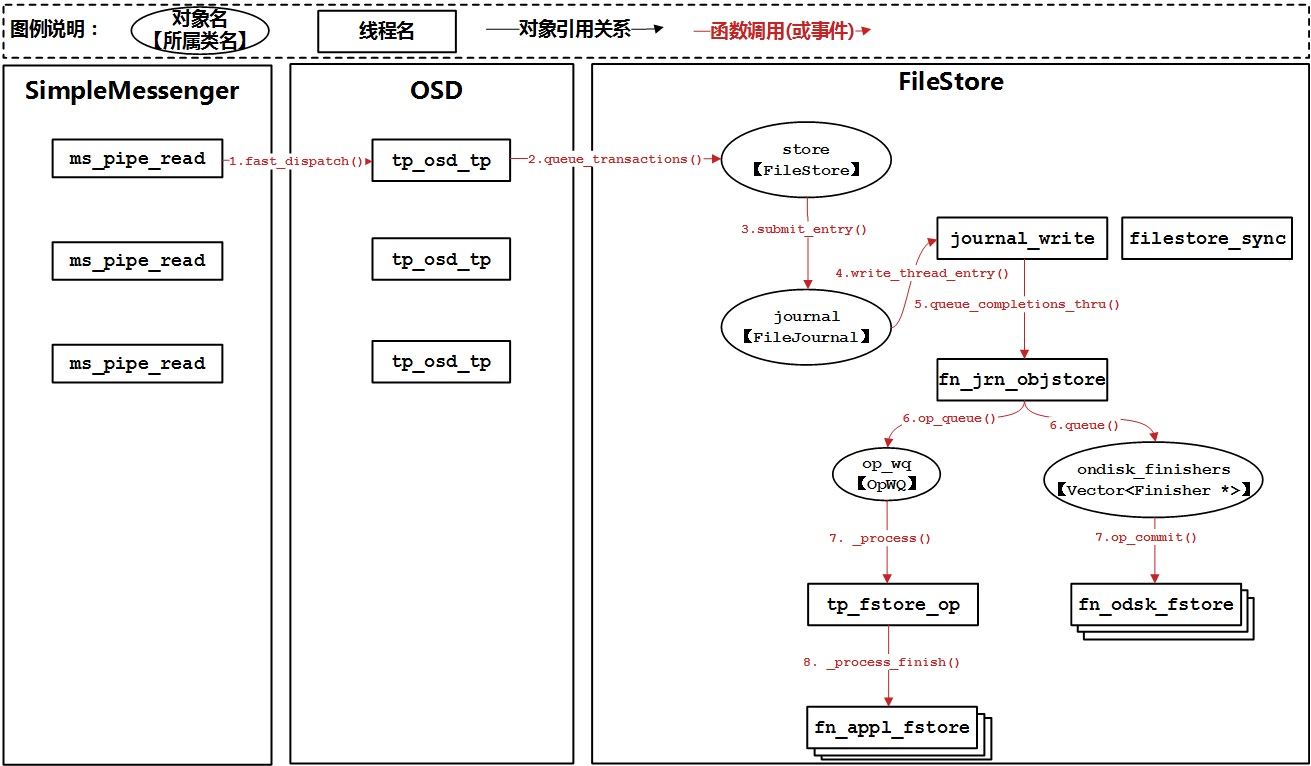 图例说明：
对象名
【所属类名】
线程名
对象引用关系
函数调用(或事件)
SimpleMessenger
OSD
FileStore
ms_pipe_read
1.fast_dispatch()
tp_osd_tp
2.queue_transactions()
store
【FileStore】
3.submit_entry()
ms_pipe_read
tp_osd_tp
journal_write
filestore_sync
4.write_thread_entry()
5.queue_completions_thru()
journal
【FileJournal】
ms_pipe_read
tp_osd_tp
fn_jrn_objstore
6.op_queue()
6.queue()
op_wq
【OpWQ】
ondisk_finishers
【Vector<Finisher *>】
7. _process()
7.op_commit()
tp_fstore_op
fn_odsk_fstore
8. _process_finish()
fn_appl_fstore